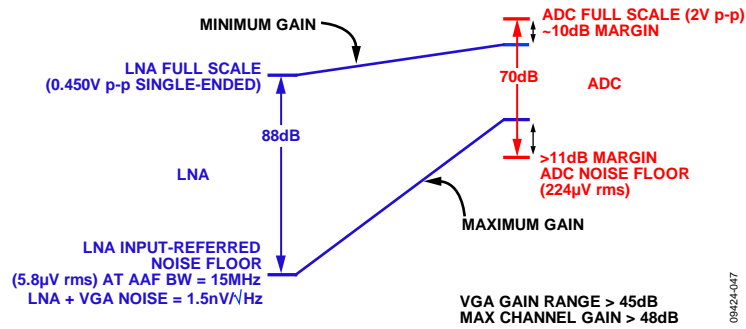 MINIMUM GAIN
ADC FULL SCALE (2V p-p)
~10dB MARGIN
LNA FULL SCALE
(0.450V p-p SINGLE-ENDED)
70dB
ADC
88dB
LNA
>11dB MARGIN
ADC NOISE FLOOR
(224µV rms)
MAXIMUM GAIN
LNA INPUT-REFERRED
NOISE FLOOR
(5.8µV rms) AT AAF BW = 15MHz
LNA + VGA NOISE = 1.5nV/√Hz
VGA GAIN RANGE > 45dB
MAX CHANNEL GAIN > 48dB
09424-047